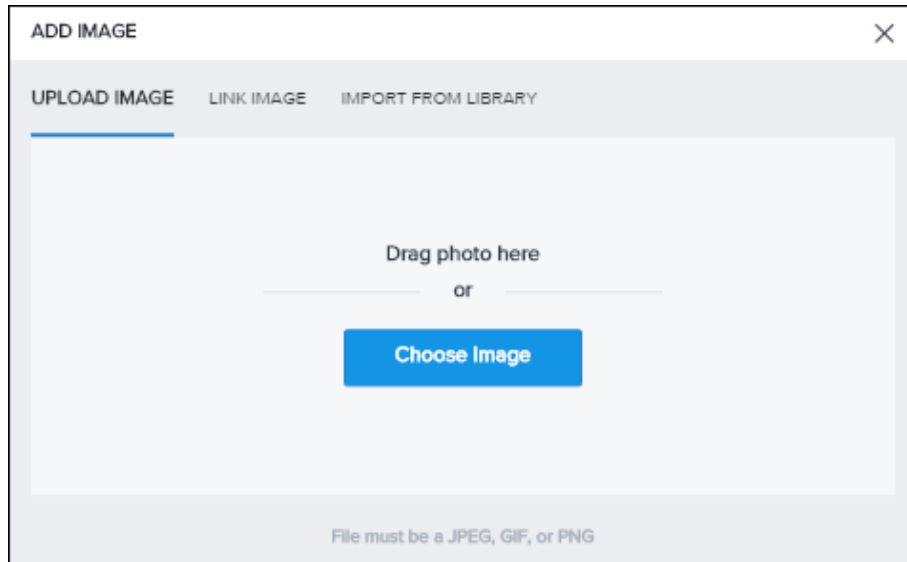 ADD IMAGE
UPLOAD IMAGE LINK IMAGE IMPORT FROM LIBRARY
Drag photo here
or
Choose Image
File must be a JPEG, GIF, or PNG